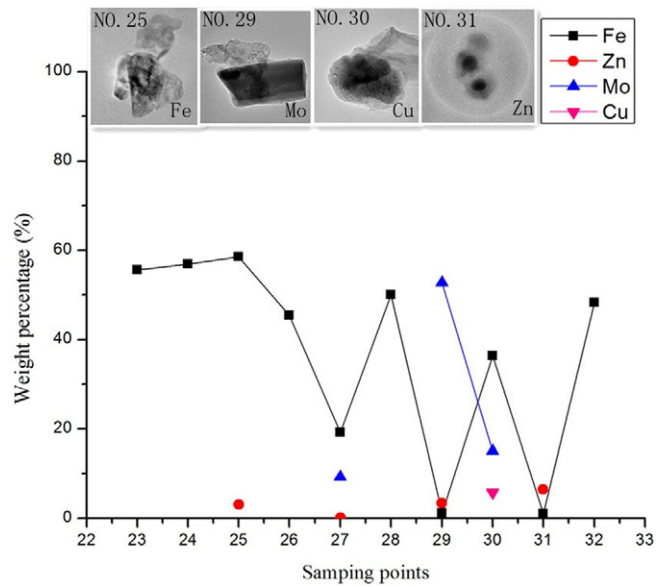 NO.25 NO.29 NO.30 NO.31
Fe Mo Cu Zn
Fe
Zn
Mo
Cu
100
80
60
40
20
0
Weight percentage (%)
22 23 24 25 26 27 28 29 30 31 32 33
Samping points